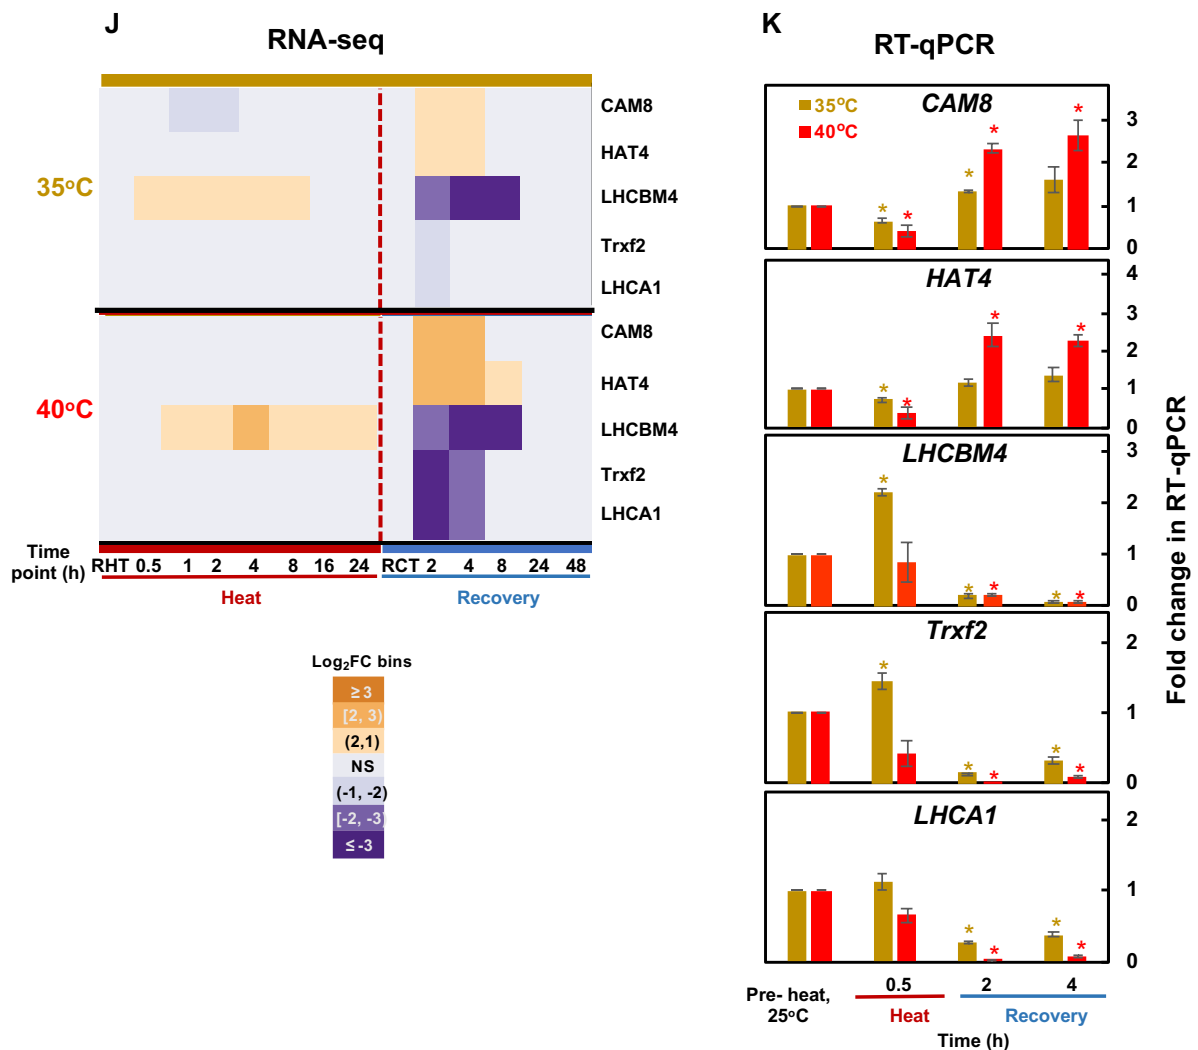 J
RNA-seq
35°C
CAM8
HAT4
LHCBM4
Trxf2
LHCA1
40°C
CAM8
HAT4
LHCBM4
Trxf2
LHCA1
Time
point (h)
RHT 0.5 1 2 4 8 16 24 RCT 2 4 8 24 48
Heat Recovery
Log₂FC bins
≥ 3
[2, 3)
(2,1)
NS
(-1, -2)
[-2, -3)
≤ -3
K
RT-qPCR
35°C
40°C
CAM8
* * * * *
3
2
1
0
HAT4
* * * *
4
3
2
1
0
LHCBM4
* * * * *
3
2
1
0
Trxf2
* * * * *
2
1
0
LHCA1
* * * *
2
1
0
Fold change in RT-qPCR
Pre- heat,
25°C
0.5 2 4
Heat Recovery
Time (h)